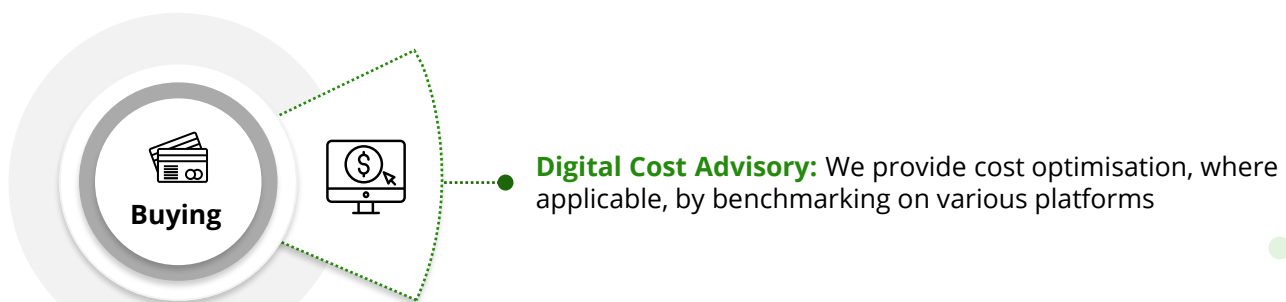 Buying
Digital Cost Advisory: We provide cost optimisation, where
applicable, by benchmarking on various platforms